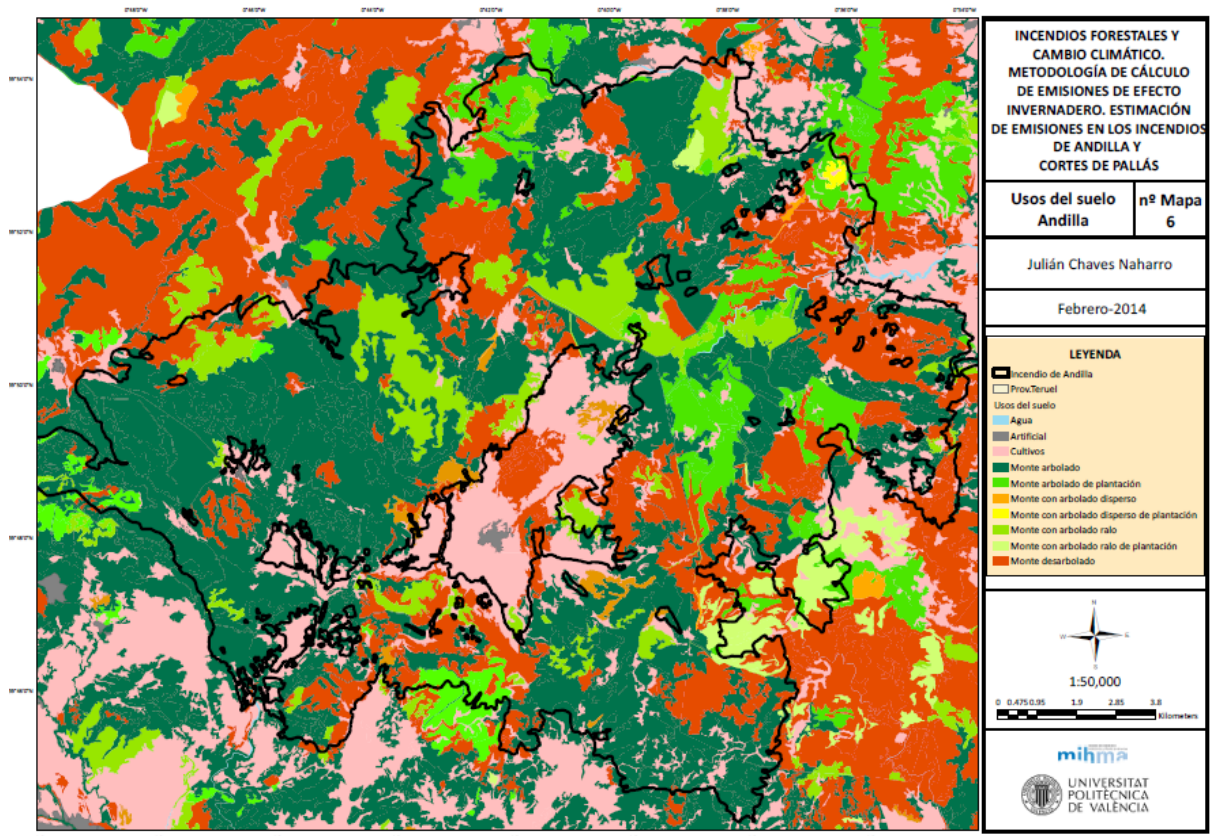 INCENDIOS FORESTALES Y
CAMBIO CLIMÁTICO.
METODOLOGÍA DE CÁLCULO
DE EMISIONES DE EFECTO
INVERNADERO. ESTIMACIÓN
DE EMISIONES EN LOS INCENDIOS
DE ANDILLA Y
CORTES DE PALLÁS
Usos del suelo
Andilla
nº Mapa
6
Julián Chaves Naharro
Febrero-2014
LEYENDA
Incendio de Andilla
Prov.Teruel
Usos del suelo
Agua
Artificial
Cultivos
Monte arbolado
Monte arbolado de plantación
Monte con arbolado disperso
Monte con arbolado disperso de plantación
Monte con arbolado ralo
Monte con arbolado ralo de plantación
Monte desarbolado
N
W E
S
1:50,000
0 0.475 0.95 1.9 2.85 3.8
Kilometers
mihma
UNIVERSITAT
POLITÈCNICA
DE VALÈNCIA